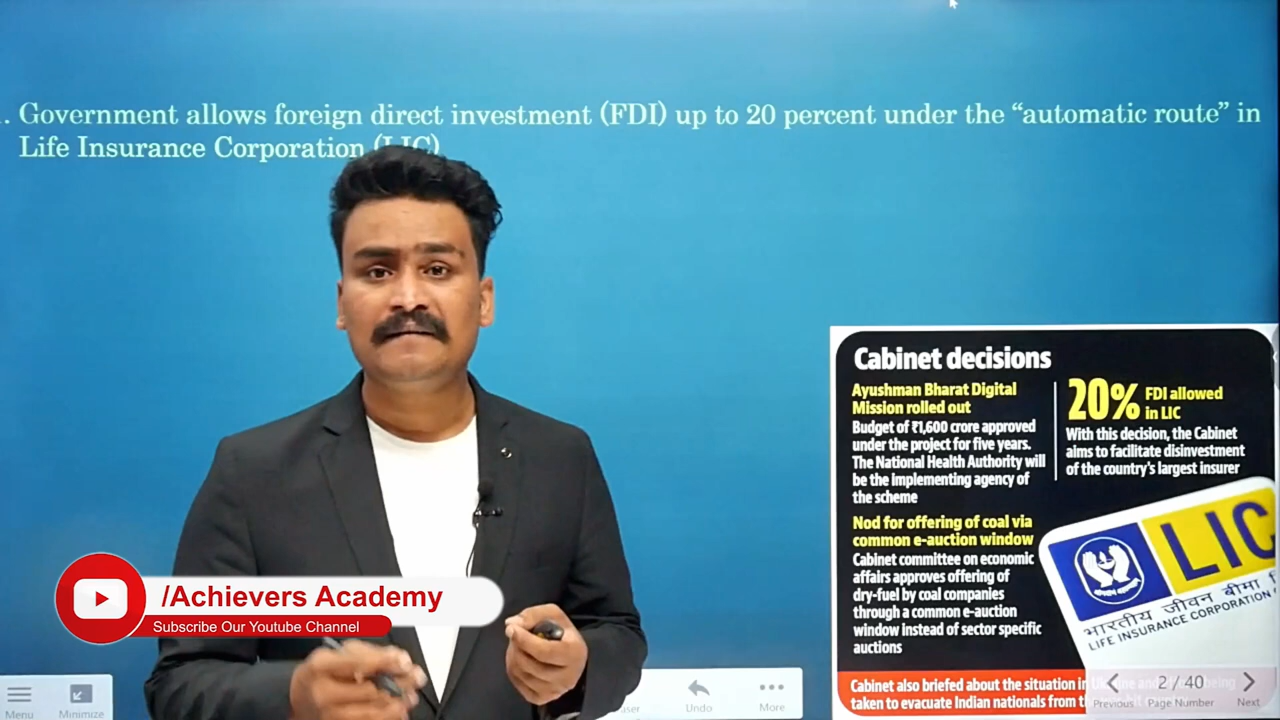 . Government allows foreign direct investment (FDI) up to 20 percent under the “automatic route” in
Life Insurance Corporation (LIC)
Cabinet decisions
Ayushman Bharat Digital
Mission rolled out
Budget of ₹1,600 crore approved
under the project for five years.
The National Health Authority will
be the implementing agency of
the scheme
Nod for offering of coal via
common e-auction window
Cabinet committee on economic
affairs approves offering of
dry-fuel by coal companies
through a common e-auction
window instead of sector specific
auctions
20% FDI allowed
in LIC
With this decision, the Cabinet
aims to facilitate disinvestment
of the country's largest insurer
LIC
भारतीय जीवन बीमा
LIFE INSURANCE CORPORATION
Cabinet also briefed about the situation in
taken to evacuate Indian nationals from
/Achievers Academy
Subscribe Our Youtube Channel
Menu
Minimize
Undo
More
2 / 40
Previous
Page Number
Next